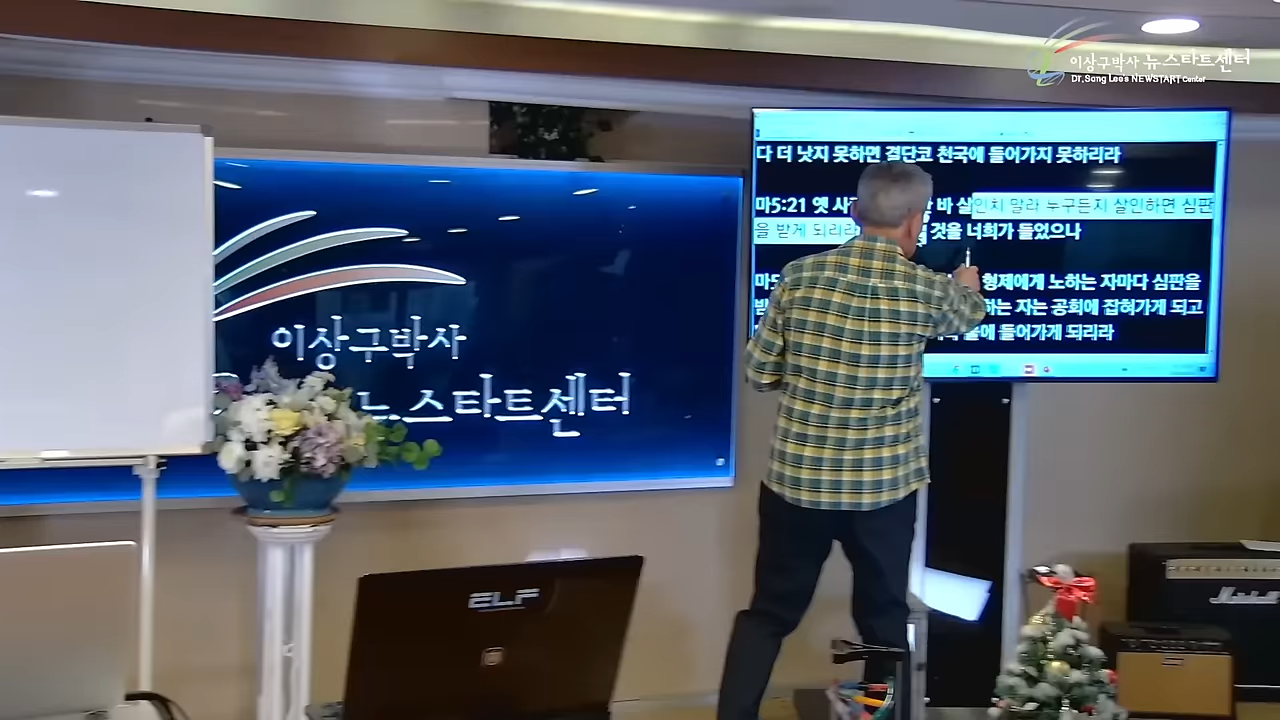 이상구박사 뉴스타트센터
Dr.Sang Lee's NEWSTART Center
다 더 낫지 못하면 결단코 천국에 들어가지 못하리라
마5:21 옛 바 살인치 말라 누구든지 살인하면 심판
을 받게 되리라 것을 너희가 들었으나
형제에게 노하는 자마다 심판을
하는 자는 공회에 잡혀가게 되고
불에 들어가게 되리라
이상구박사
뉴스타트센터
ELF